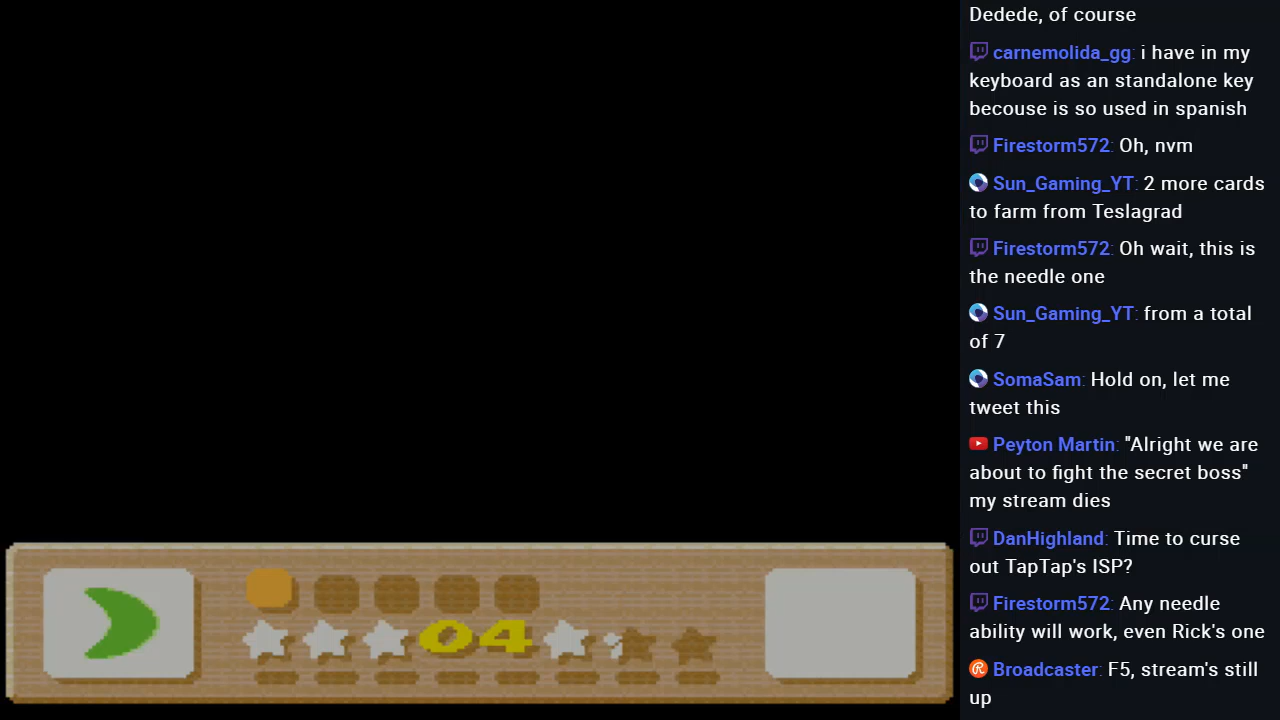 Dedede, of course
carnemolida_gg: i have in my
keyboard as an standalone key
becouse is so used in spanish
Firestorm572: Oh, nvm
Sun_Gaming_YT: 2 more cards
to farm from Teslagrad
Firestorm572: Oh wait, this is
the needle one
Sun_Gaming_YT: from a total
of 7
SomaSam: Hold on, let me
tweet this
Peyton Martin: "Alright we are
about to fight the secret boss"
my stream dies
DanHighland: Time to curse
out TapTap's ISP?
Firestorm572: Any needle
ability will work, even Rick's one
Broadcaster: F5, stream's still
up
04